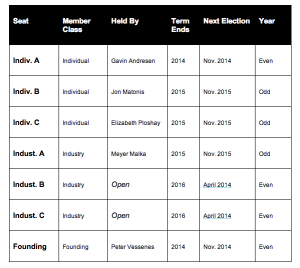 Seat Member Class Held By Term Ends Next Election Year
Indiv. A Individual Gavin Andresen 2014 Nov. 2014 Even
Indiv. B Individual Jon Matonis 2015 Nov. 2015 Odd
Indiv. C Individual Elizabeth Ploshay 2015 Nov. 2015 Odd
Indust. A Industry Meyer Malka 2015 Nov. 2015 Odd
Indust. B Industry Open 2016 April 2014 Even
Indust. C Industry Open 2016 April 2014 Even
Founding Founding Peter Vessenes 2014 Nov. 2014 Even